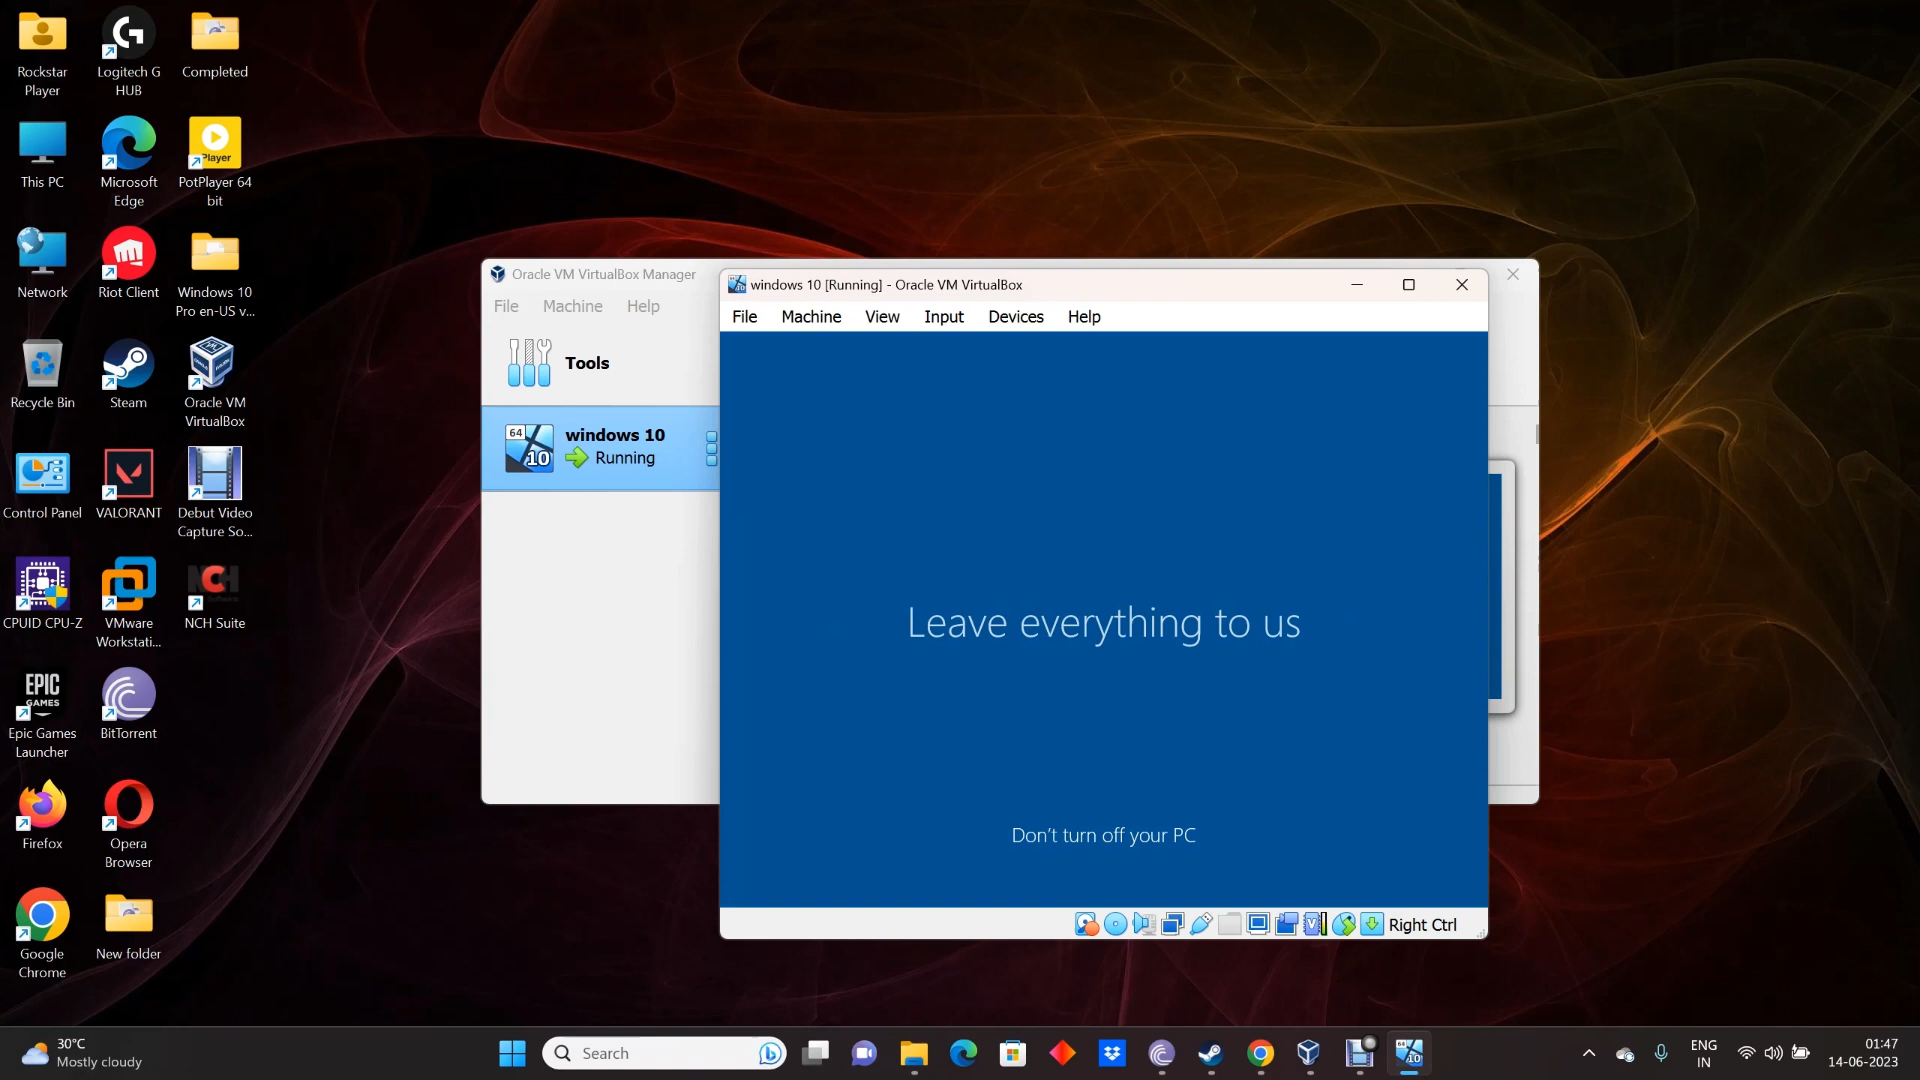 Rockstar
Player
Logitech G
HUB
Completed
This PC
Microsoft
Edge
Player
PotPlayer 64
bit
Network
Riot Client
Windows 10
Pro en-US v...
Recycle Bin
Steam
Oracle VM
VirtualBox
Control Panel
VALORANT
Debut Video
Capture So...
CPUID CPU-Z
VMware
Workstati...
NCH
NCH Suite
EPIC
GAMES
Epic Games
Launcher
BitTorrent
Firefox
Opera
Browser
Google
Chrome
New folder
Oracle VM VirtualBox Manager
File Machine Help
Tools
64
10
windows 10
Running
windows 10 [Running] - Oracle VM VirtualBox
File Machine View Input Devices Help
Leave everything to us
Don't turn off your PC
Right Ctrl
30°C
Mostly cloudy
Search
ENG
IN
01:47
14-06-2023